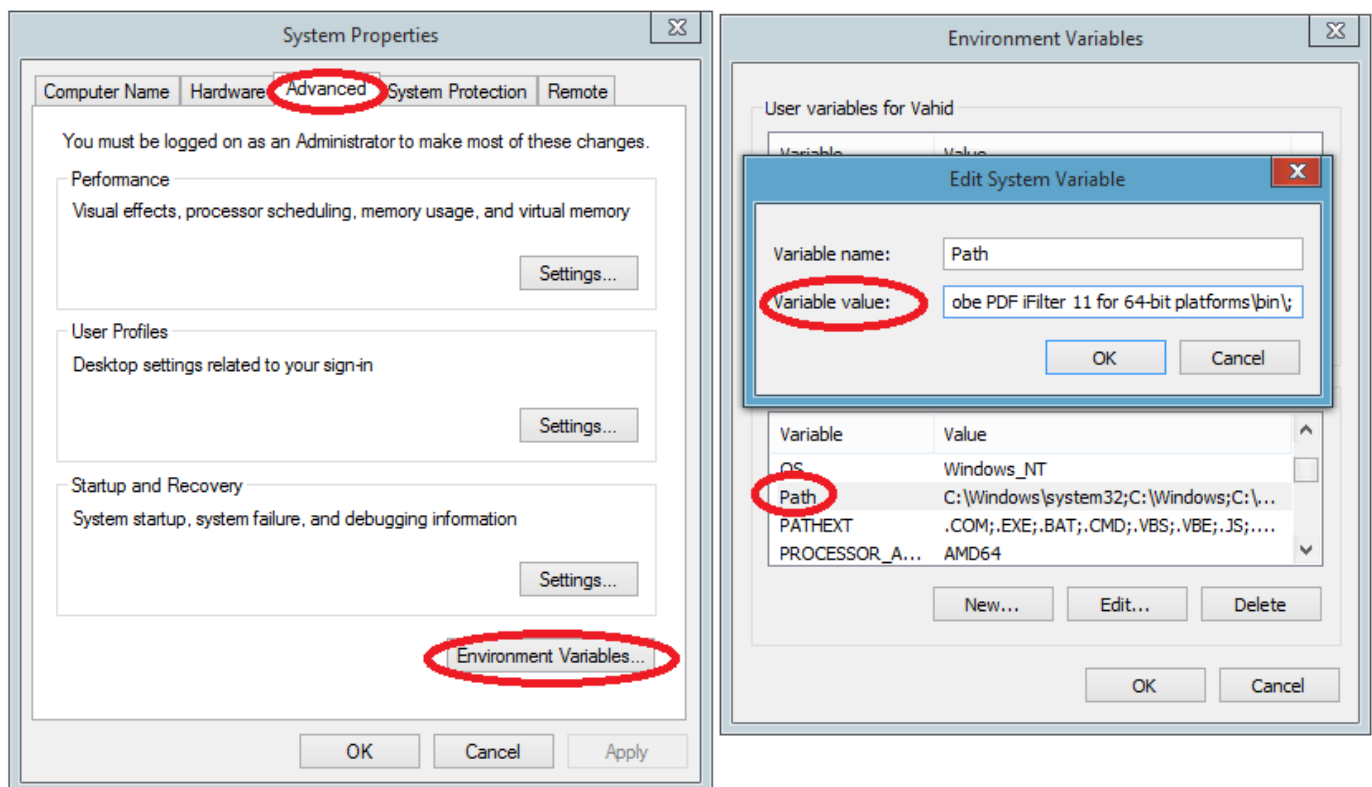 System Properties
Computer Name Hardware Advanced System Protection Remote
You must be logged on as an Administrator to make most of these changes.
Performance
Visual effects, processor scheduling, memory usage, and virtual memory
Settings...
User Profiles
Desktop settings related to your sign-in
Settings...
Startup and Recovery
System startup, system failure, and debugging information
Settings...
Environment Variables...
OK Cancel Apply
Environment Variables
User variables for Vahid
Variable Value
Edit System Variable
Variable name: Path
Variable value: obe PDF iFilter 11 for 64-bit platforms\bin\;
OK Cancel
Variable Value
OS Windows_NT
Path C:\Windows\system32;C:\Windows;C:\...
PATHEXT .COM;.EXE;.BAT;.CMD;.VBS;.VBE;.JS;....
PROCESSOR_A... AMD64
New... Edit... Delete
OK Cancel